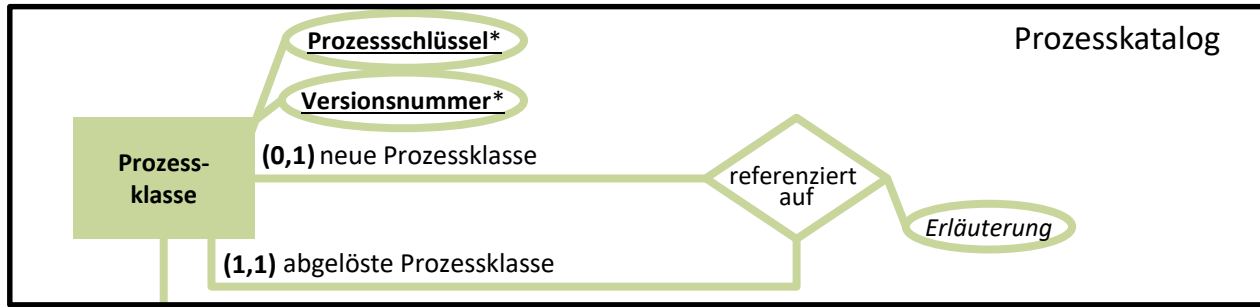 Prozesskatalog
Prozessschlüssel*
Versionsnummer*
Prozess-
klasse
(0,1) neue Prozessklasse
referenziert
auf
Erläuterung
(1,1) abgelöste Prozessklasse